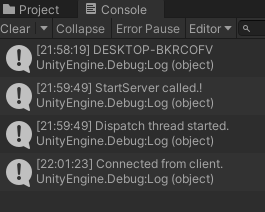 Project
Console
Clear
Collapse
Error Pause
Editor
[21:58:19] DESKTOP-BKRCOFV
UnityEngine.Debug:Log (object)
[21:59:49] StartServer called.!
UnityEngine.Debug:Log (object)
[21:59:49] Dispatch thread started.
UnityEngine.Debug:Log (object)
[22:01:23] Connected from client.
UnityEngine.Debug:Log (object)